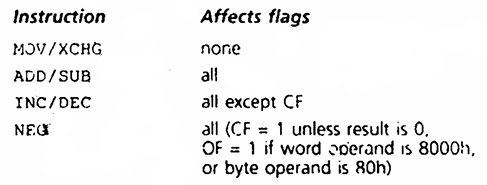 Instruction Affects flags
MOV/XCHG none
ADD/SUB all
INC/DEC all except CF
NEG all (CF = 1 unless result is 0,
OF = 1 if word operand is 8000h,
or byte operand is 80h)